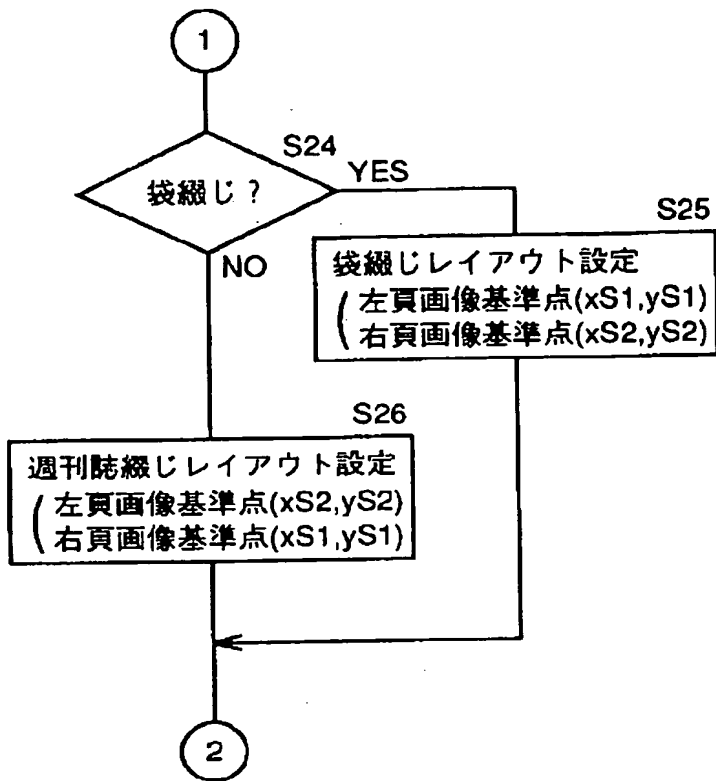 1
S24
袋綴じ？
YES
NO
S25
袋綴じレイアウト設定
左頁画像基準点(xS1,yS1)
右頁画像基準点(xS2,yS2)
S26
週刊誌綴じレイアウト設定
左頁画像基準点(xS2,yS2)
右頁画像基準点(xS1,yS1)
2